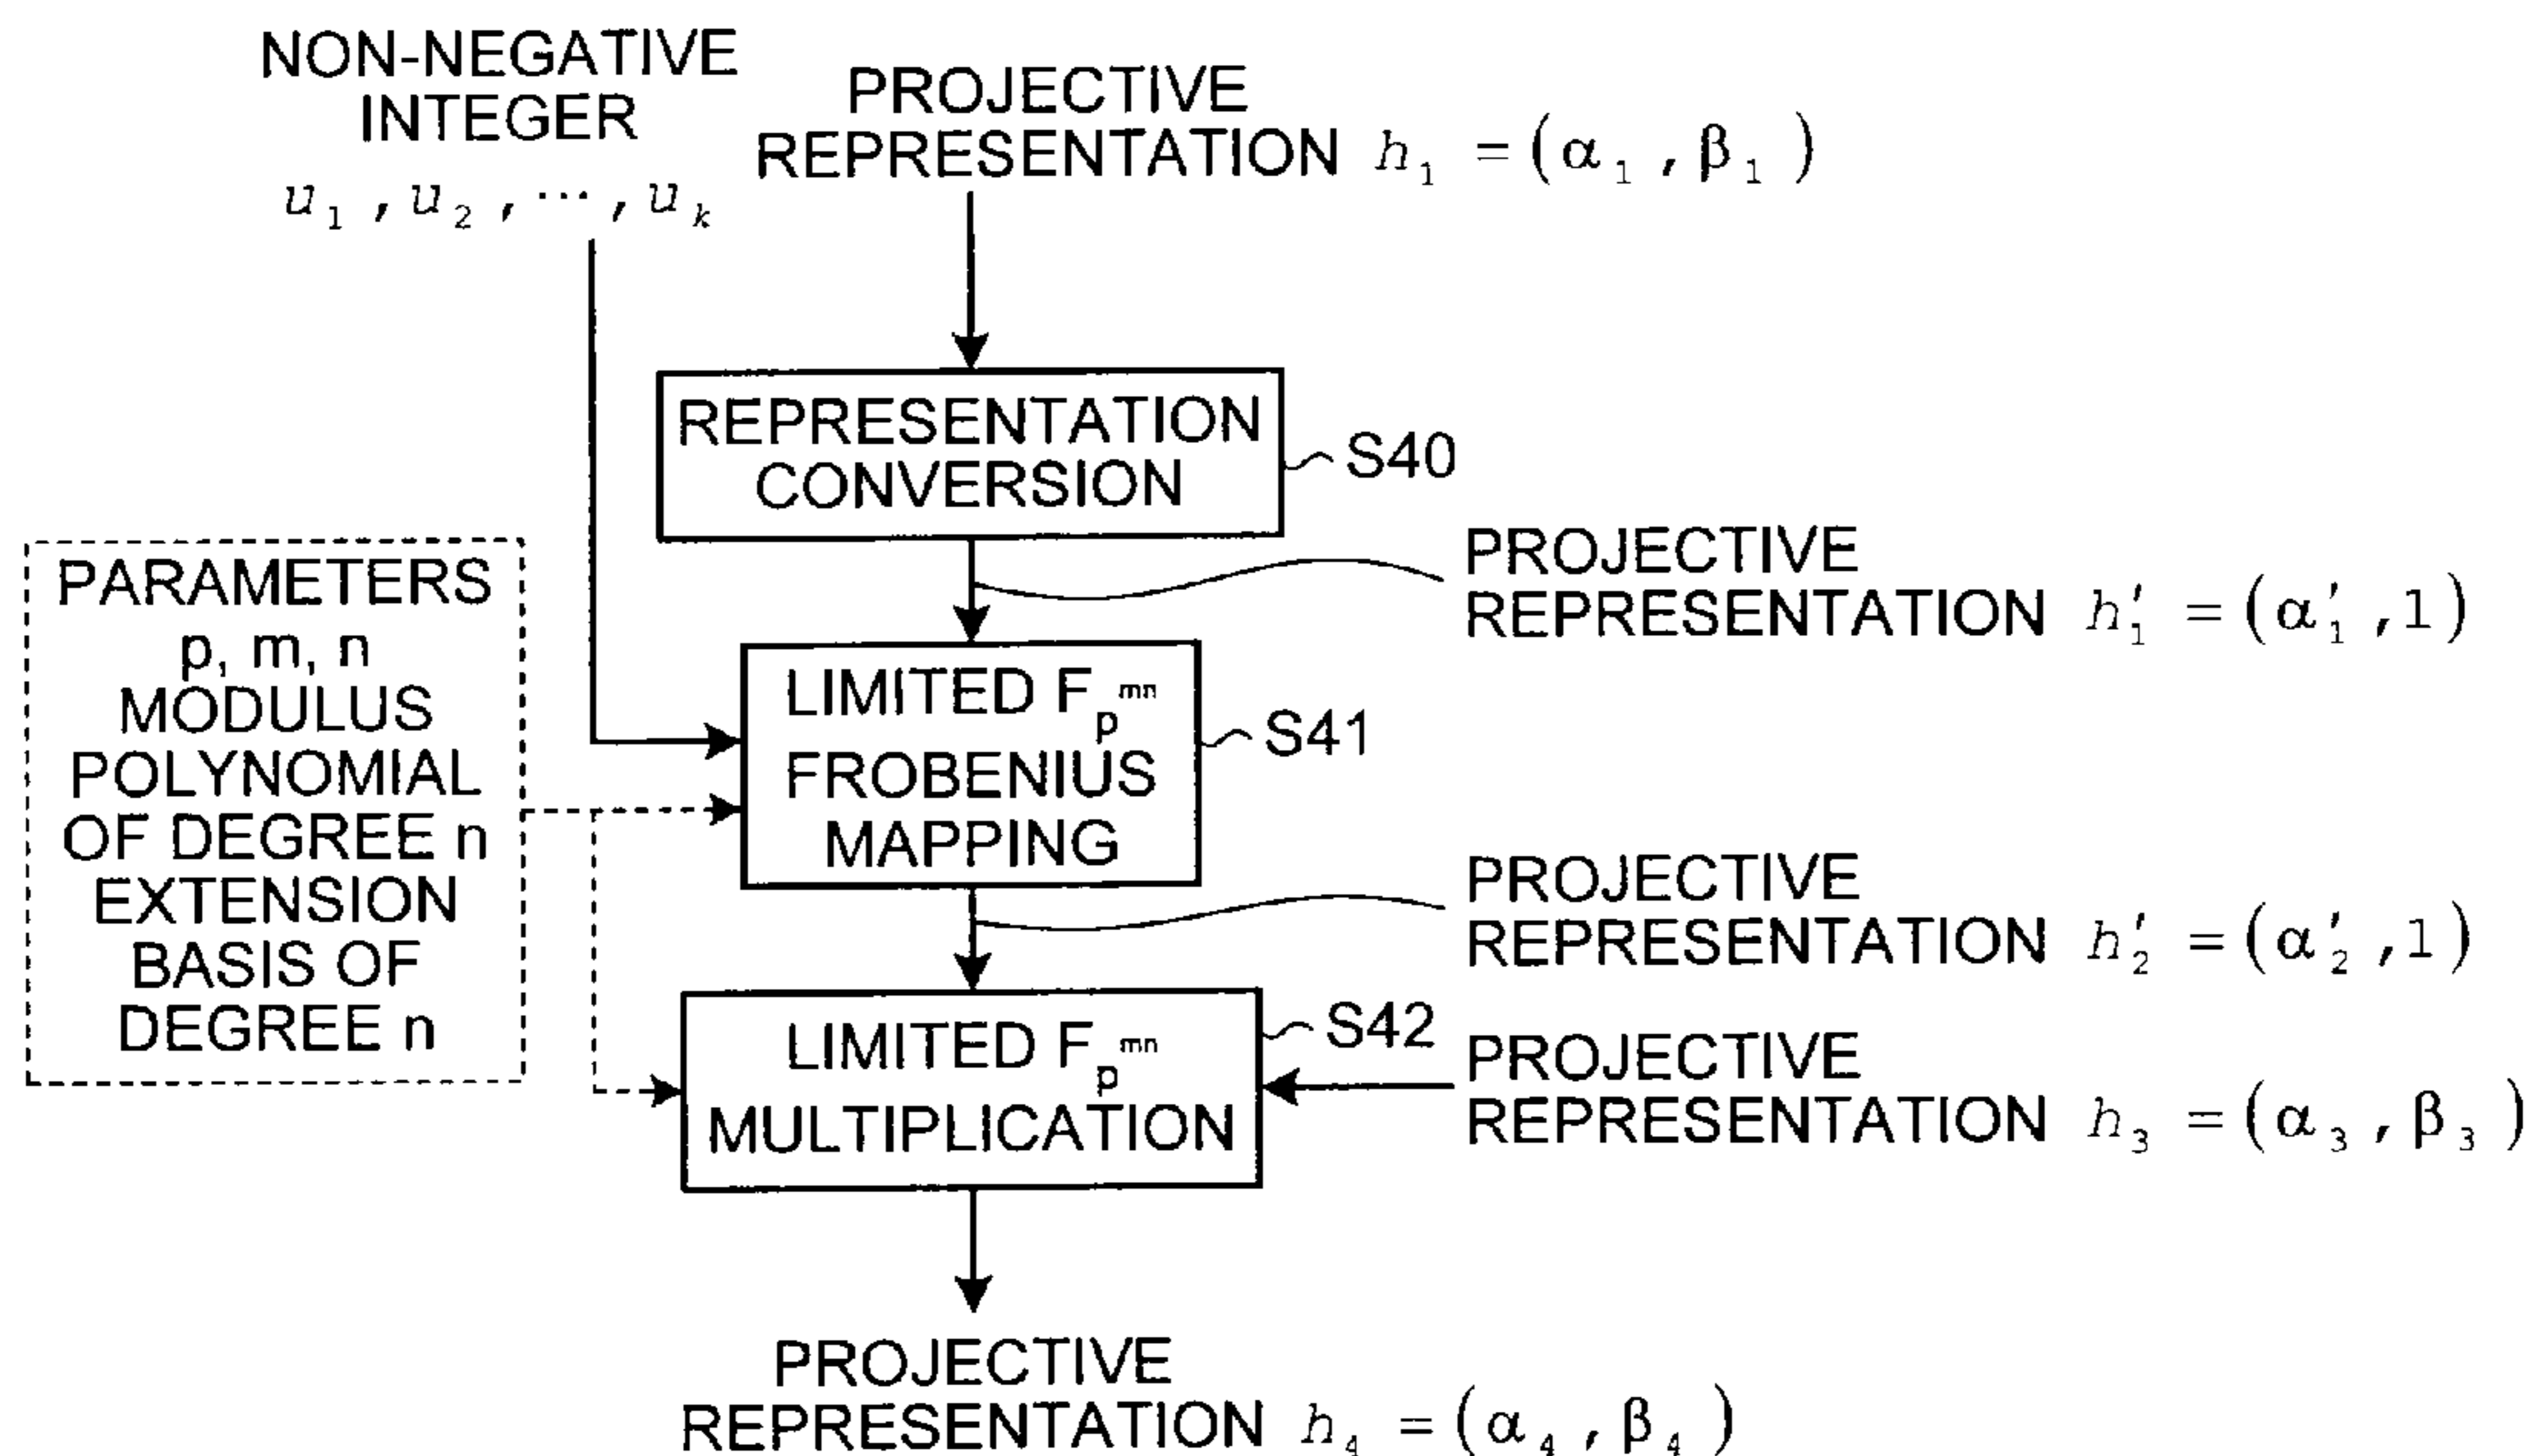 NON-NEGATIVE
INTEGER
u₁ , u₂ , ⋯ , uₖ
PROJECTIVE
REPRESENTATION h₁ = (α₁ , β₁ )
REPRESENTATION
CONVERSION
S40
PROJECTIVE
REPRESENTATION h′₁ = (α′₁ ,1)
PARAMETERS
p, m, n
MODULUS
POLYNOMIAL
OF DEGREE n
EXTENSION
BASIS OF
DEGREE n
LIMITED F_{p^{mn}}
FROBENIUS
MAPPING
S41
PROJECTIVE
REPRESENTATION h′₂ = (α′₂ ,1)
LIMITED F_{p^{mn}}
MULTIPLICATION
S42
PROJECTIVE
REPRESENTATION h₃ = (α₃ , β₃ )
PROJECTIVE
REPRESENTATION h₄ = (α₄ , β₄ )